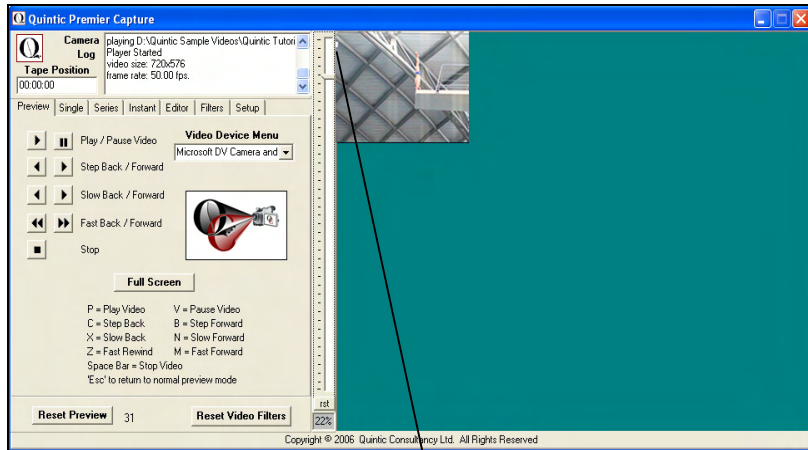 Quintic Premier Capture
Camera Log
Tape Position
00:00:00
playing D:\Quintic Sample Videos\Quintic Tutori
Player Started
video size: 720x576
frame rate: 50.00 fps.
Preview Single Series Instant Editor Filters Setup
Play / Pause Video
Video Device Menu
Microsoft DV Camera and
Step Back / Forward
Slow Back / Forward
Fast Back / Forward
Stop
Full Screen
P = Play Video V = Pause Video
C = Step Back B = Step Forward
X = Slow Back N = Slow Forward
Z = Fast Rewind M = Fast Forward
Space Bar = Stop Video
'Esc' to return to normal preview mode
Reset Preview 31 Reset Video Filters
rst
22%
Copyright © 2006 Quintic Consultancy Ltd. All Rights Reserved